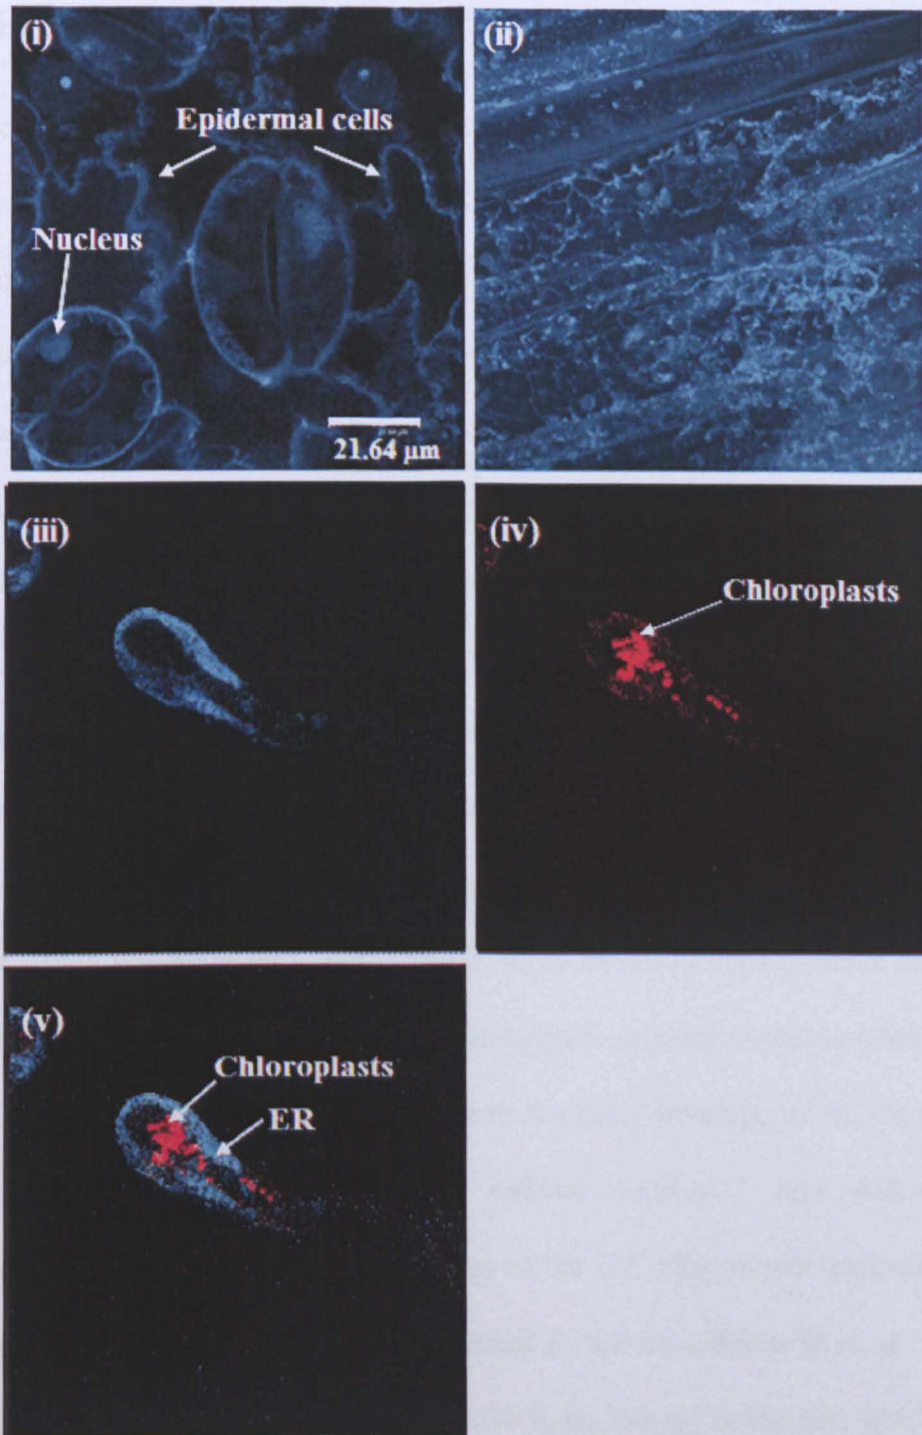 (i)
(ii)
Epidermal cells
Nucleus
21.64 µm
(iii)
(iv)
Chloroplasts
(v)
Chloroplasts
ER